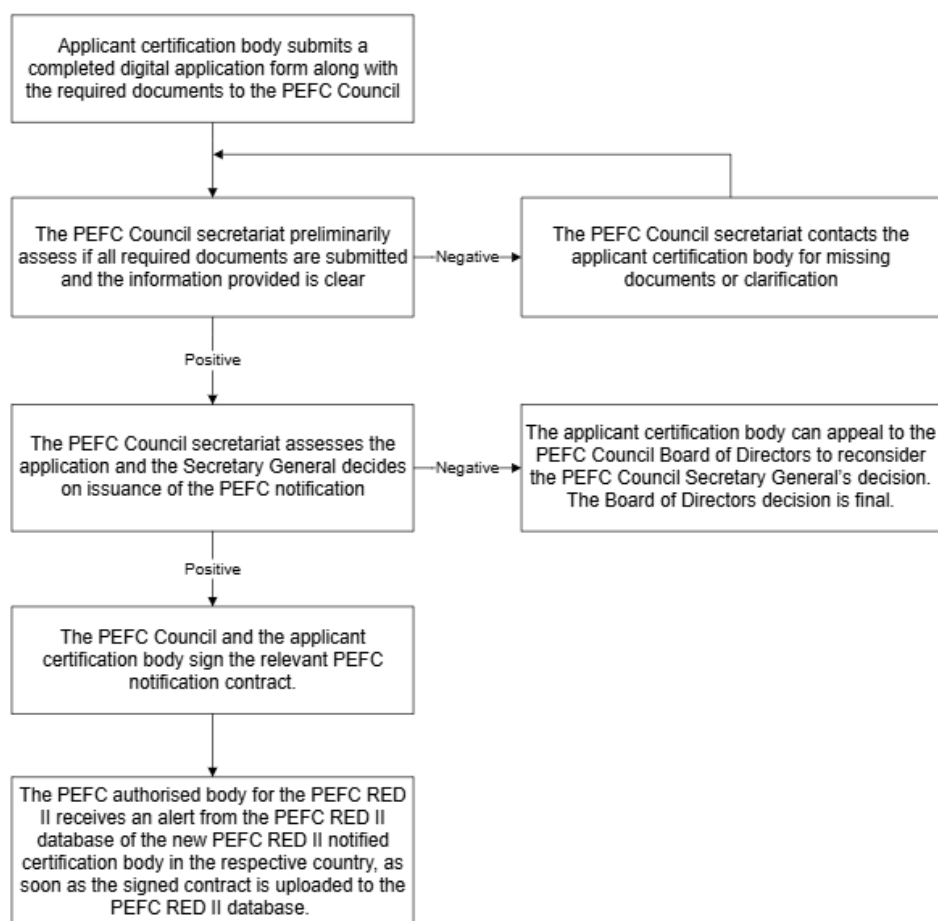 Applicant certification body submits a
completed digital application form along with
the required documents to the PEFC Council
The PEFC Council secretariat preliminarily
assess if all required documents are submitted
and the information provided is clear
Negative
The PEFC Council secretariat contacts the
applicant certification body for missing
documents or clarification
Positive
The PEFC Council secretariat assesses the
application and the Secretary General decides
on issuance of the PEFC notification
Negative
The applicant certification body can appeal to the
PEFC Council Board of Directors to reconsider
the PEFC Council Secretary General's decision.
The Board of Directors decision is final.
Positive
The PEFC Council and the applicant
certification body sign the relevant PEFC
notification contract.
The PEFC authorised body for the PEFC RED
II receives an alert from the PEFC RED II
database of the new PEFC RED II notified
certification body in the respective country, as
soon as the signed contract is uploaded to the
PEFC RED II database.